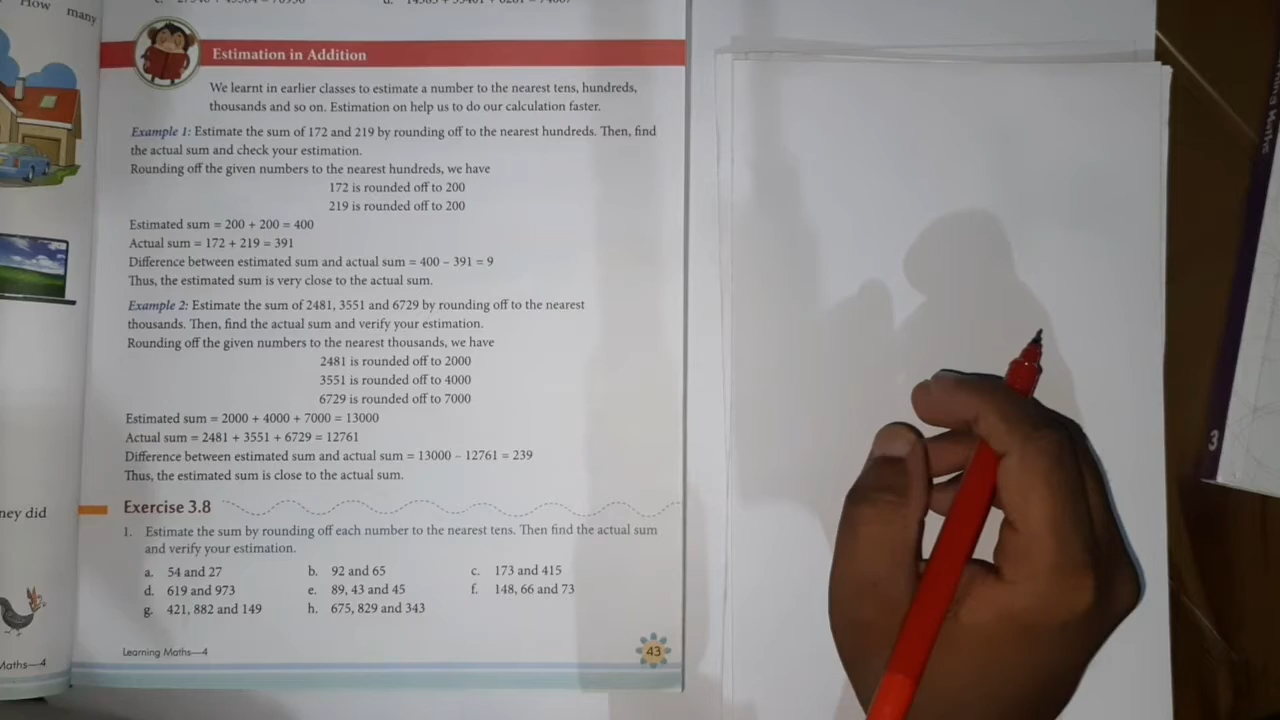 How many
Estimation in Addition
We learnt in earlier classes to estimate a number to the nearest tens, hundreds,
thousands and so on. Estimation on help us to do our calculation faster.
Example 1: Estimate the sum of 172 and 219 by rounding off to the nearest hundreds. Then, find
the actual sum and check your estimation.
Rounding off the given numbers to the nearest hundreds, we have
172 is rounded off to 200
219 is rounded off to 200
Estimated sum = 200 + 200 = 400
Actual sum = 172 + 219 = 391
Difference between estimated sum and actual sum = 400 – 391 = 9
Thus, the estimated sum is very close to the actual sum.
Example 2: Estimate the sum of 2481, 3551 and 6729 by rounding off to the nearest
thousands. Then, find the actual sum and verify your estimation.
Rounding off the given numbers to the nearest thousands, we have
2481 is rounded off to 2000
3551 is rounded off to 4000
6729 is rounded off to 7000
Estimated sum = 2000 + 4000 + 7000 = 13000
Actual sum = 2481 + 3551 + 6729 = 12761
Difference between estimated sum and actual sum = 13000 – 12761 = 239
Thus, the estimated sum is close to the actual sum.
Exercise 3.8
1. Estimate the sum by rounding off each number to the nearest tens. Then find the actual sum
and verify your estimation.
a. 54 and 27 b. 92 and 65 c. 173 and 415
d. 619 and 973 e. 89, 43 and 45 f. 148, 66 and 73
g. 421, 882 and 149 h. 675, 829 and 343
Learning Maths—4 43
did
Maths—4
3